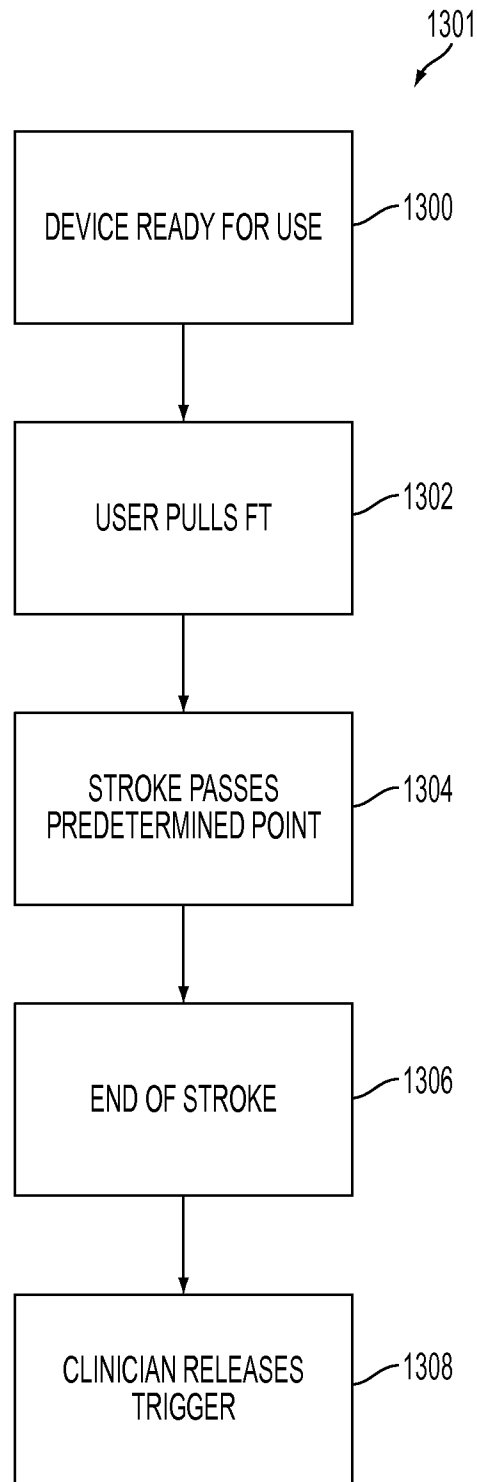 1301
DEVICE READY FOR USE
1300
USER PULLS FT
1302
STROKE PASSES
PREDETERMINED POINT
1304
END OF STROKE
1306
CLINICIAN RELEASES
TRIGGER
1308